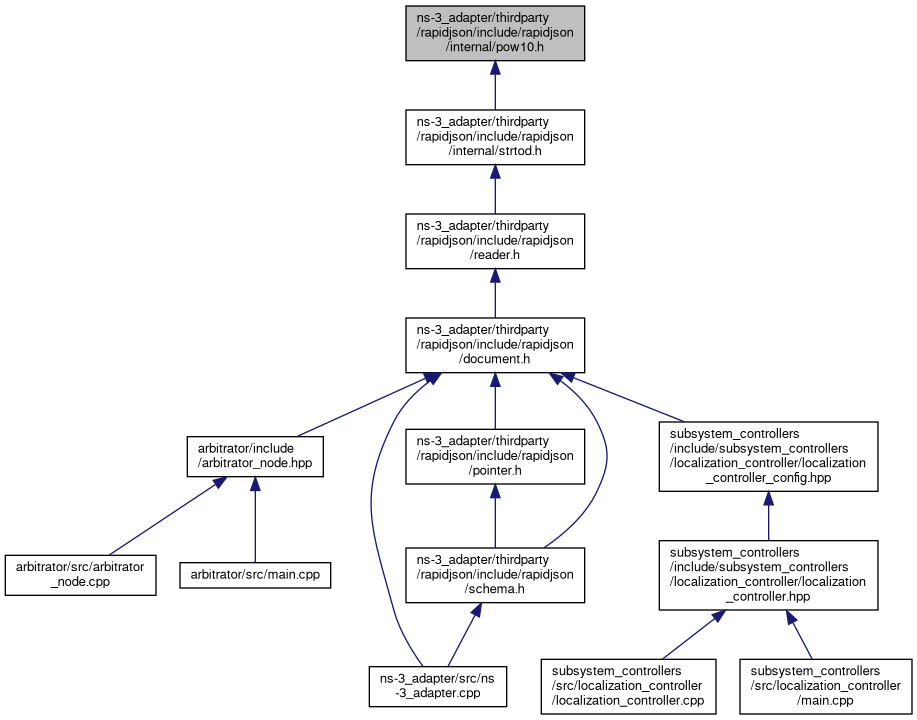 ns-3_adapter/thirdparty
/rapidjson/include/rapidjson
/internal/pow10.h
ns-3_adapter/thirdparty
/rapidjson/include/rapidjson
/internal/strtod.h
ns-3_adapter/thirdparty
/rapidjson/include/rapidjson
/reader.h
ns-3_adapter/thirdparty
/rapidjson/include/rapidjson
/document.h
arbitrator/include
/arbitrator_node.hpp
ns-3_adapter/thirdparty
/rapidjson/include/rapidjson
/pointer.h
subsystem_controllers
/include/subsystem_controllers
/localization_controller/localization
_controller_config.hpp
arbitrator/src/arbitrator
_node.cpp
arbitrator/src/main.cpp
ns-3_adapter/thirdparty
/rapidjson/include/rapidjson
/schema.h
subsystem_controllers
/include/subsystem_controllers
/localization_controller/localization
_controller.hpp
ns-3_adapter/src/ns
-3_adapter.cpp
subsystem_controllers
/src/localization_controller
/localization_controller.cpp
subsystem_controllers
/src/localization_controller
/main.cpp